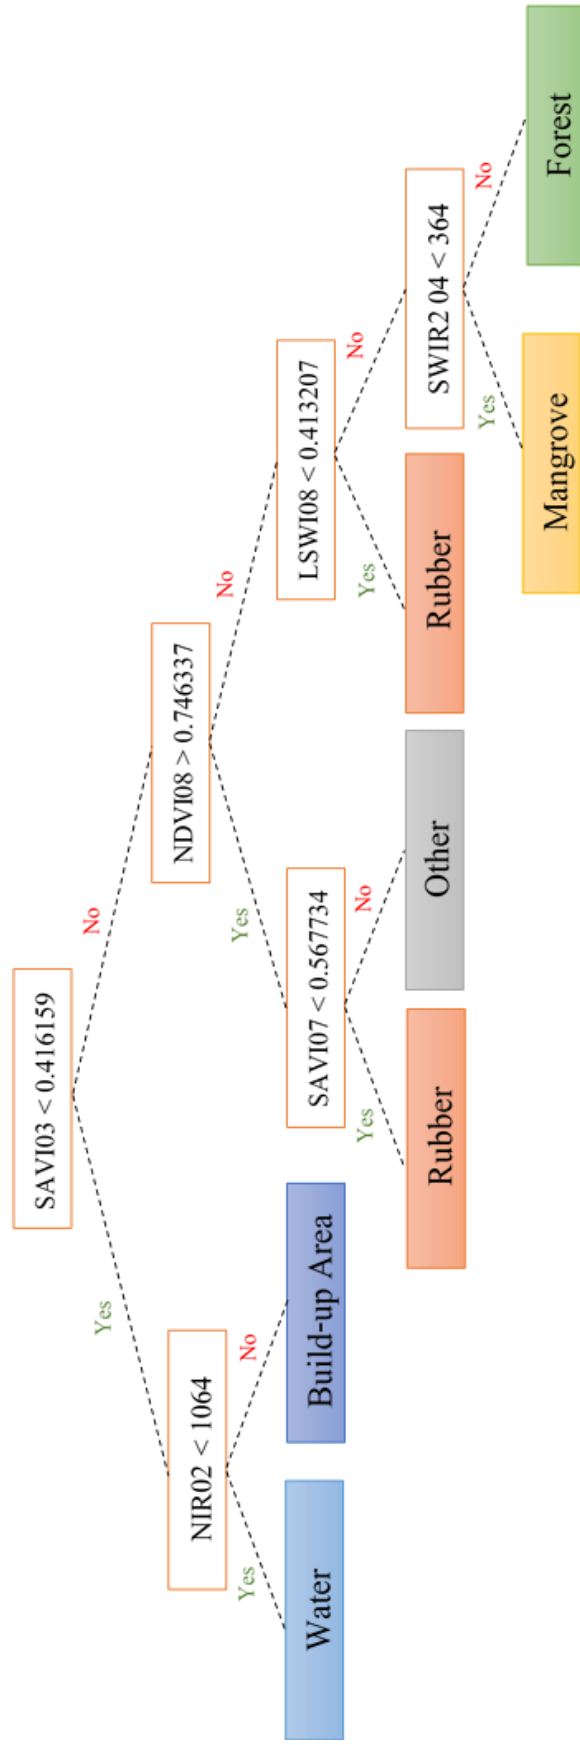 SAVI03 < 0.416159
Yes
No
NIR02 < 1064
NDVI08 > 0.746337
Yes
No
Yes
No
Water
Build-up Area
SAVI07 < 0.567734
LSWI08 < 0.413207
Yes
No
Yes
No
Rubber
Other
Rubber
SWIR2 04 < 364
Yes
No
Mangrove
Forest